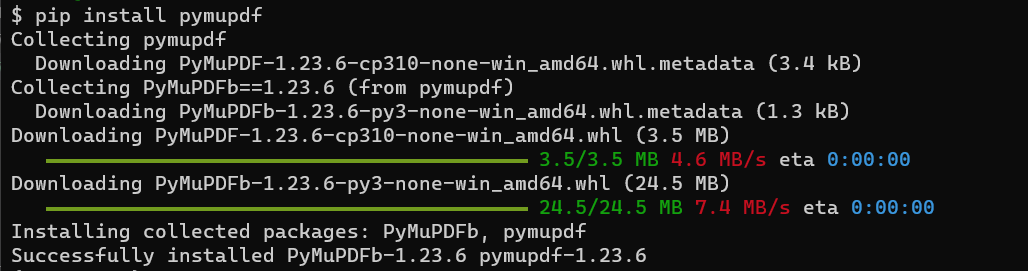 $ pip install pymupdf
Collecting pymupdf
  Downloading PyMuPDF-1.23.6-cp310-none-win_amd64.whl.metadata (3.4 kB)
Collecting PyMuPDFb==1.23.6 (from pymupdf)
  Downloading PyMuPDFb-1.23.6-py3-none-win_amd64.whl.metadata (1.3 kB)
Downloading PyMuPDF-1.23.6-cp310-none-win_amd64.whl (3.5 MB)
3.5/3.5 MB 4.6 MB/s eta 0:00:00
Downloading PyMuPDFb-1.23.6-py3-none-win_amd64.whl (24.5 MB)
24.5/24.5 MB 7.4 MB/s eta 0:00:00
Installing collected packages: PyMuPDFb, pymupdf
Successfully installed PyMuPDFb-1.23.6 pymupdf-1.23.6